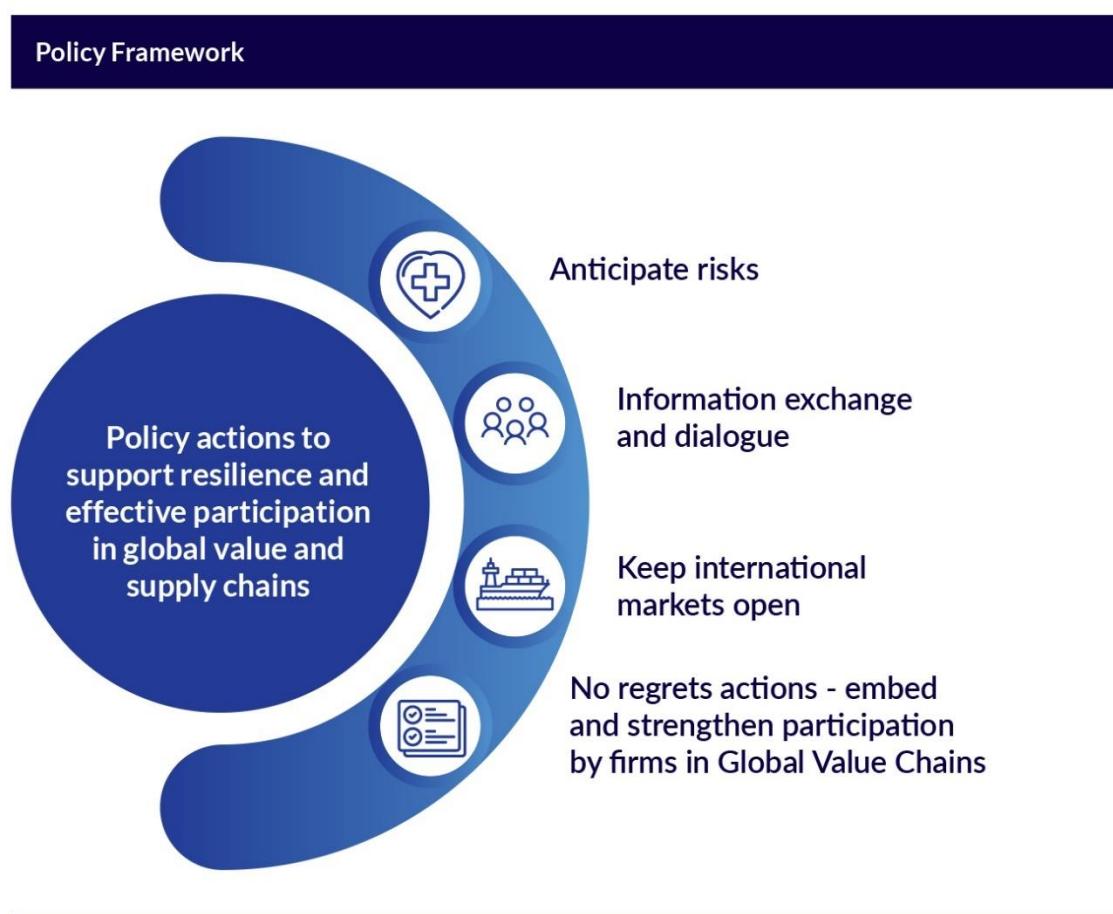 Policy Framework
Policy actions to
support resilience and
effective participation
in global value and
supply chains
Anticipate risks
Information exchange
and dialogue
Keep international
markets open
No regrets actions - embed
and strengthen participation
by firms in Global Value Chains